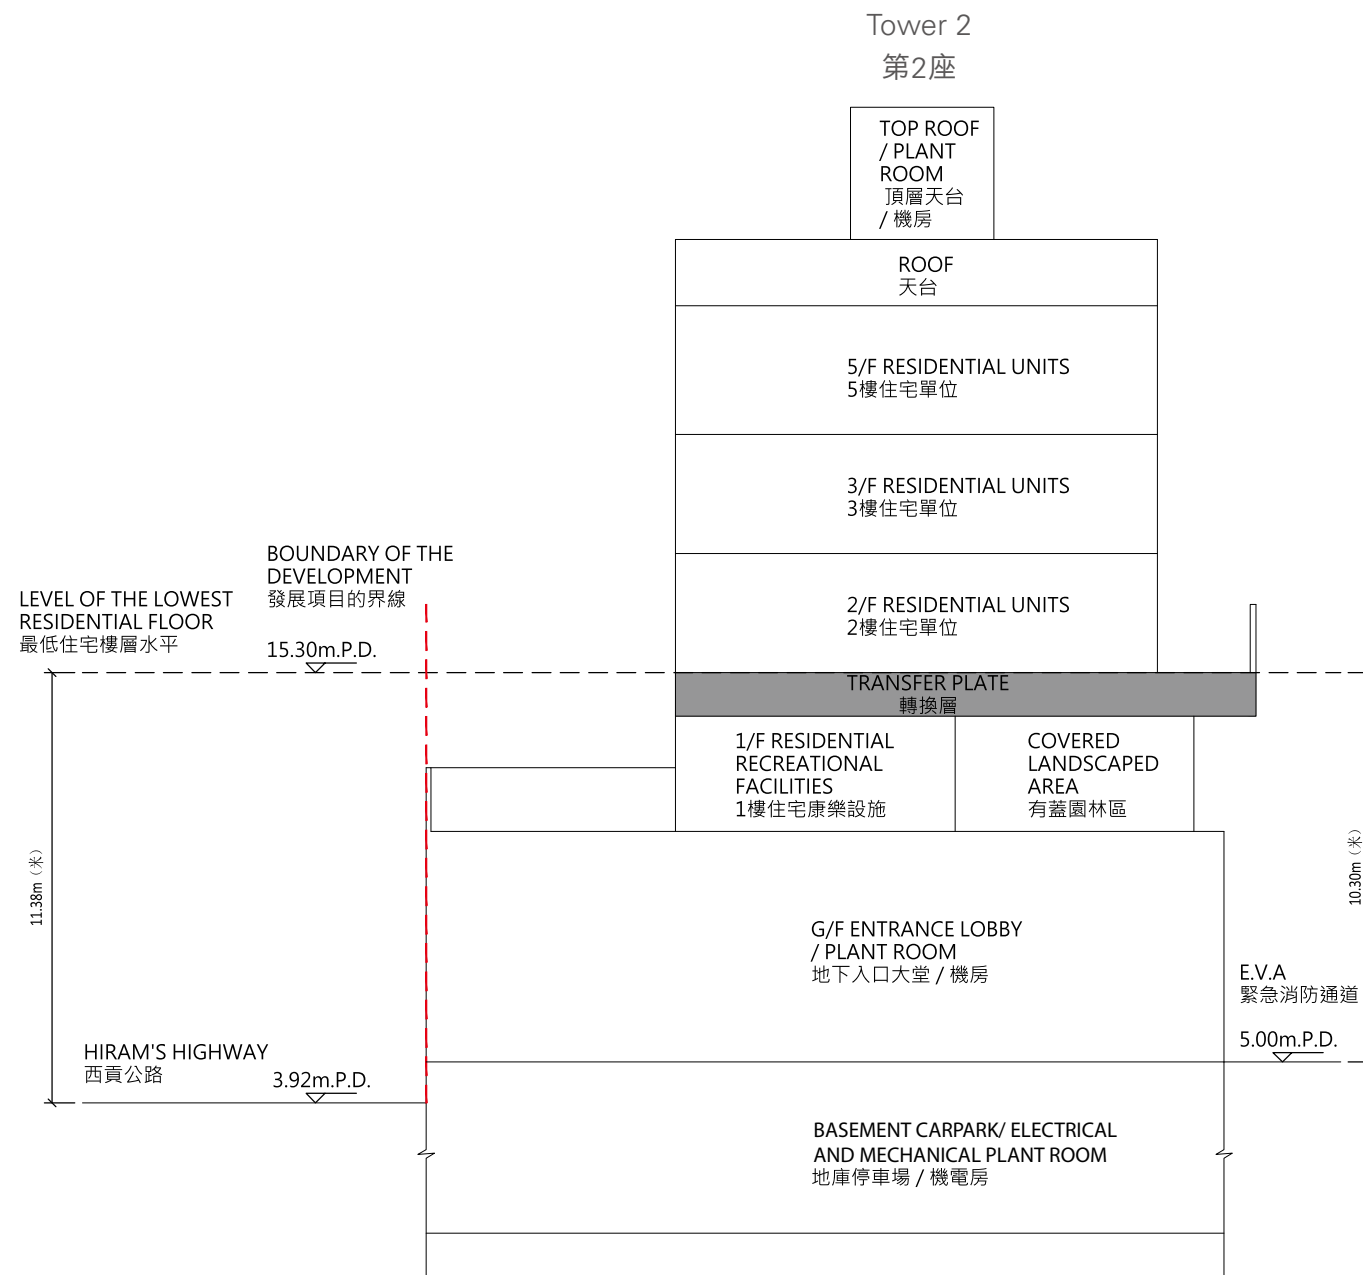 Tower 2
第2座
TOP ROOF
/ PLANT
ROOM
頂層天台
/ 機房
ROOF
天台
5/F RESIDENTIAL UNITS
5樓住宅單位
3/F RESIDENTIAL UNITS
3樓住宅單位
2/F RESIDENTIAL UNITS
2樓住宅單位
BOUNDARY OF THE
DEVELOPMENT
發展項目的界線
LEVEL OF THE LOWEST
RESIDENTIAL FLOOR
最低住宅樓層水平
15.30m.P.D.
TRANSFER PLATE
轉換層
1/F RESIDENTIAL
RECREATIONAL
FACILITIES
1樓住宅康樂設施
COVERED
LANDSCAPED
AREA
有蓋園林區
11.38m（米）
10.30m（米）
G/F ENTRANCE LOBBY
/ PLANT ROOM
地下入口大堂 / 機房
E.V.A
緊急消防通道
5.00m.P.D.
HIRAM'S HIGHWAY
西貢公路
3.92m.P.D.
BASEMENT CARPARK/ ELECTRICAL
AND MECHANICAL PLANT ROOM
地庫停車場 / 機電房